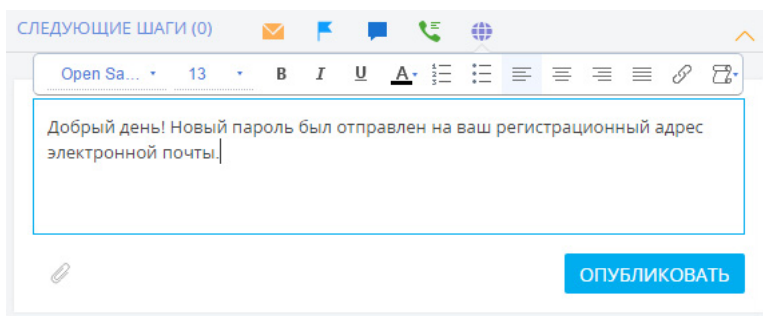 СЛЕДУЮЩИЕ ШАГИ (0)
Open Sa... 13 B I U A
Добрый день! Новый пароль был отправлен на ваш регистрационный адрес
электронной почты.
ОПУБЛИКОВАТЬ